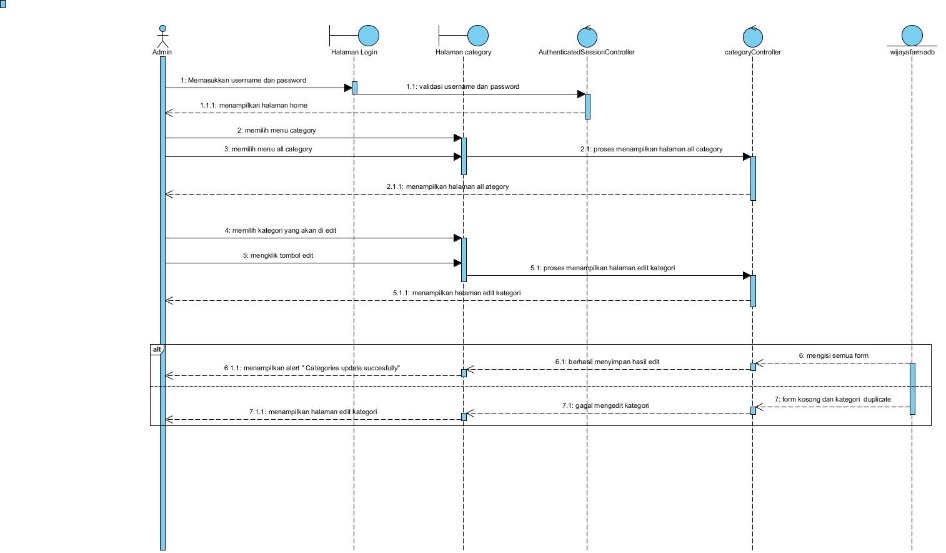 Admin
Halaman Login
Halaman category
AuthenticatedSessionController
categoryController
wijayafarmadb
1: Memasukkan username dan password
1.1: validasi username dan password
1.1.1: menampilkan halaman home
2: memilih menu category
3: memilih menu all category
2.1: proses menampilkan halaman all category
2.1.1: menampilkan halaman all ategory
4: memilih kategori yang akan di edit
5: mengklik tombol edit
5.1: proses menampilkan halaman edit kategori
5.1.1: menampilkan halaman edit kategori
alt
6: mengisi semua form
6.1: berhasil menyimpan hasil edit
6.1.1: menampilkan alert "Categories update succesfully"
7: form kosong dan kategori duplicate
7.1: gagal mengedit kategori
7.1.1: menampilkan halaman edit kategori